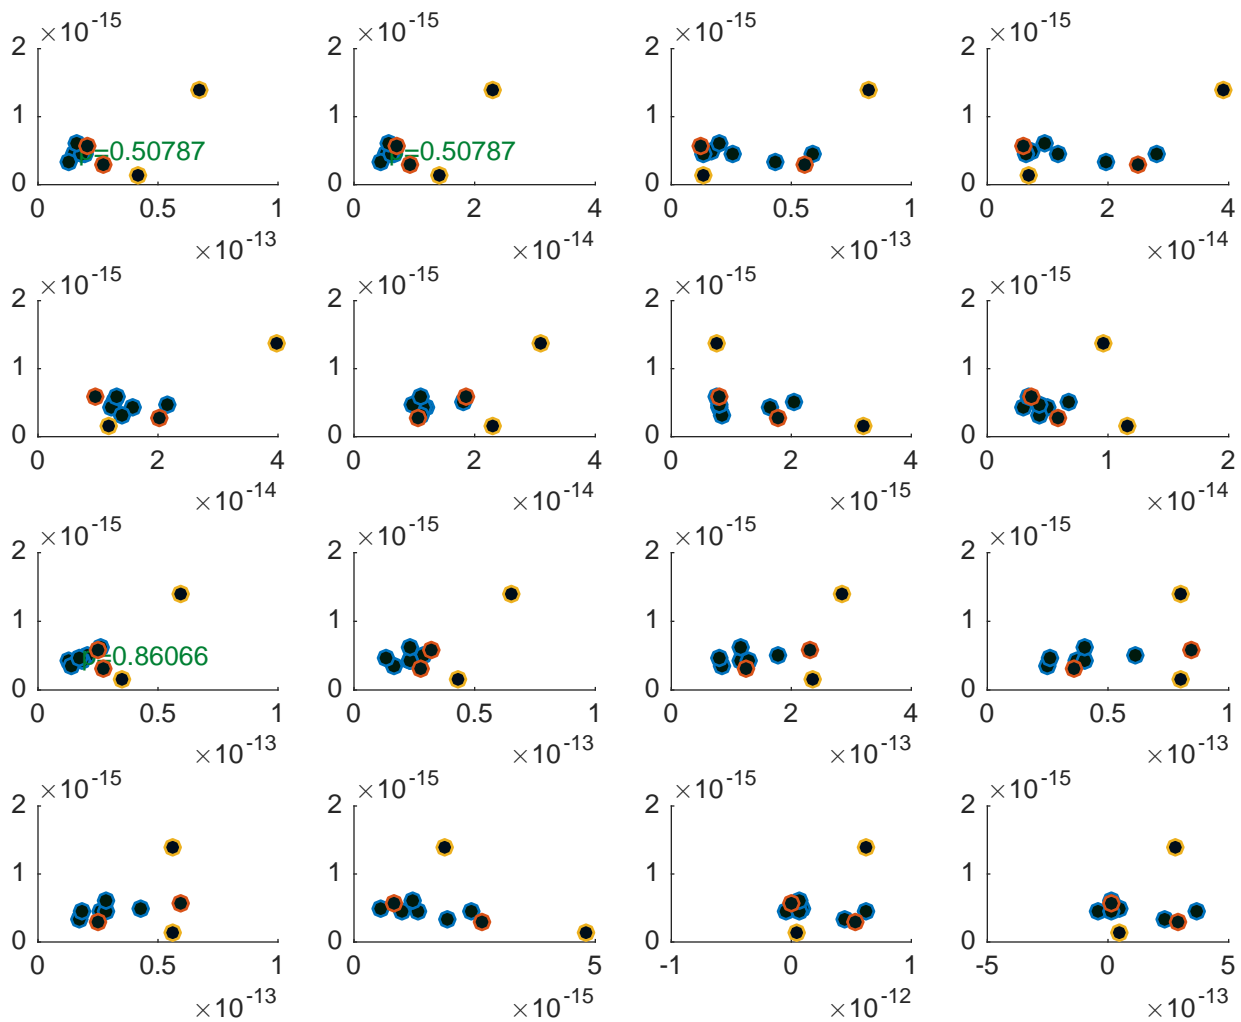 ×10-15 ×10-15 ×10-15 ×10-15
2 2 2 2
1 1 1 1
=0.50787 =0.50787
0 0 0 0
0 0.5 1 0 2 4 0 0.5 1 0 2 4
×10-13 ×10-14 ×10-13 ×10-14
×10-15 ×10-15 ×10-15 ×10-15
2 2 2 2
1 1 1 1
0 0 0 0
0 2 4 0 2 4 0 2 4 0 1 2
×10-14 ×10-14 ×10-15 ×10-14
×10-15 ×10-15 ×10-15 ×10-15
2 2 2 2
1 1 1 1
=0.86066
0 0 0 0
0 0.5 1 0 0.5 1 0 2 4 0 0.5 1
×10-13 ×10-13 ×10-13 ×10-13
×10-15 ×10-15 ×10-15 ×10-15
2 2 2 2
1 1 1 1
0 0 0 0
0 0.5 1 0 5 -1 0 1 -5 0 5
×10-13 ×10-15 ×10-12 ×10-13